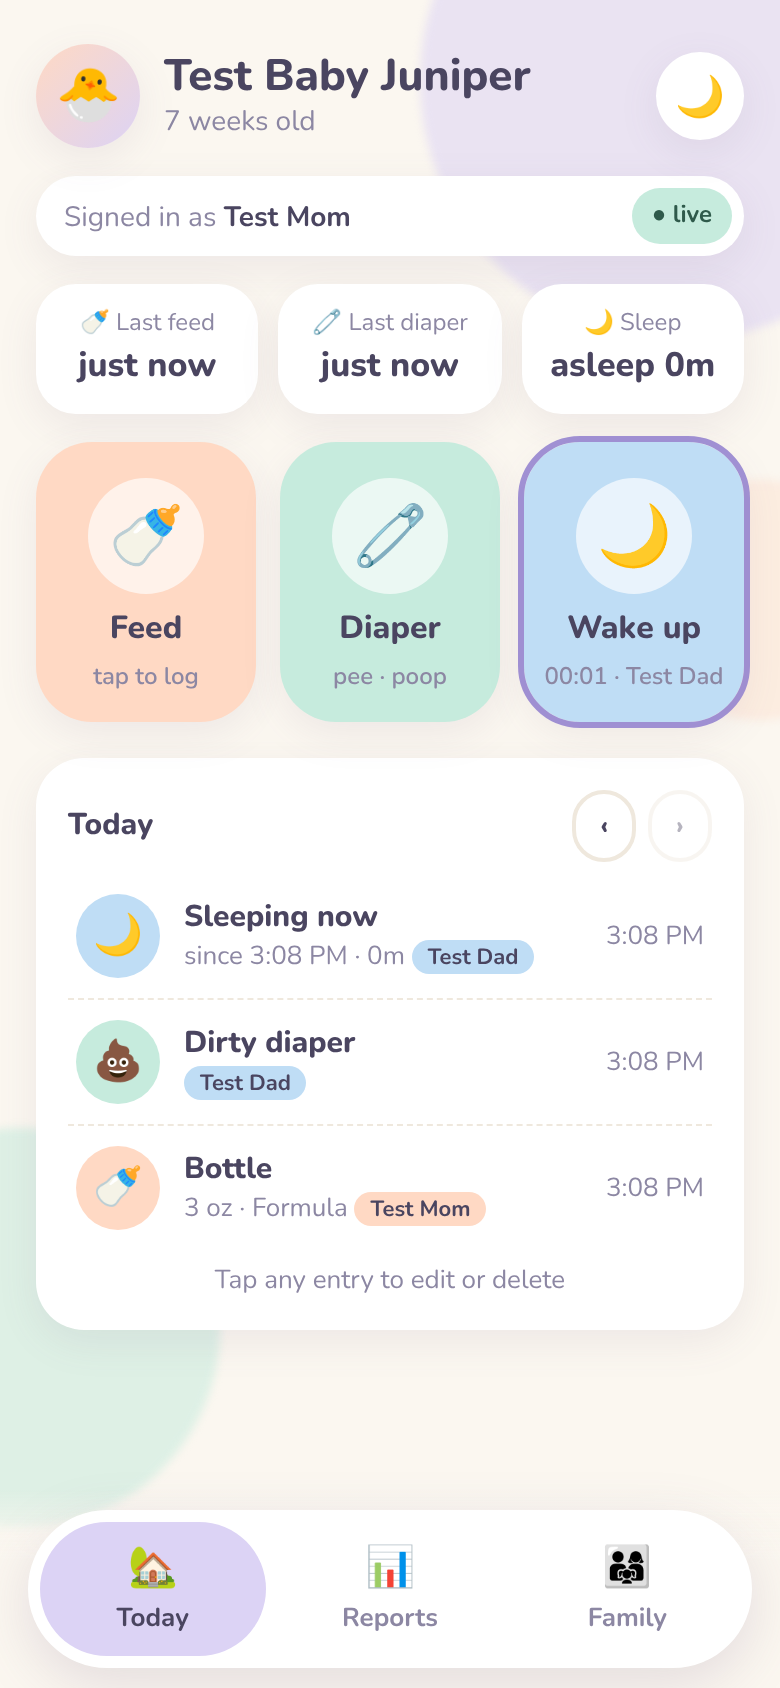 Test Baby Juniper
7 weeks old
Signed in as Test Mom
• live
Last feed
just now
Last diaper
just now
Sleep
asleep 0m
Feed
tap to log
Diaper
pee · poop
Wake up
00:01 · Test Dad
Today
‹ ›
Sleeping now
since 3:08 PM · 0m Test Dad
3:08 PM
Dirty diaper
Test Dad
3:08 PM
Bottle
3 oz · Formula Test Mom
3:08 PM
Tap any entry to edit or delete
Today
Reports
Family